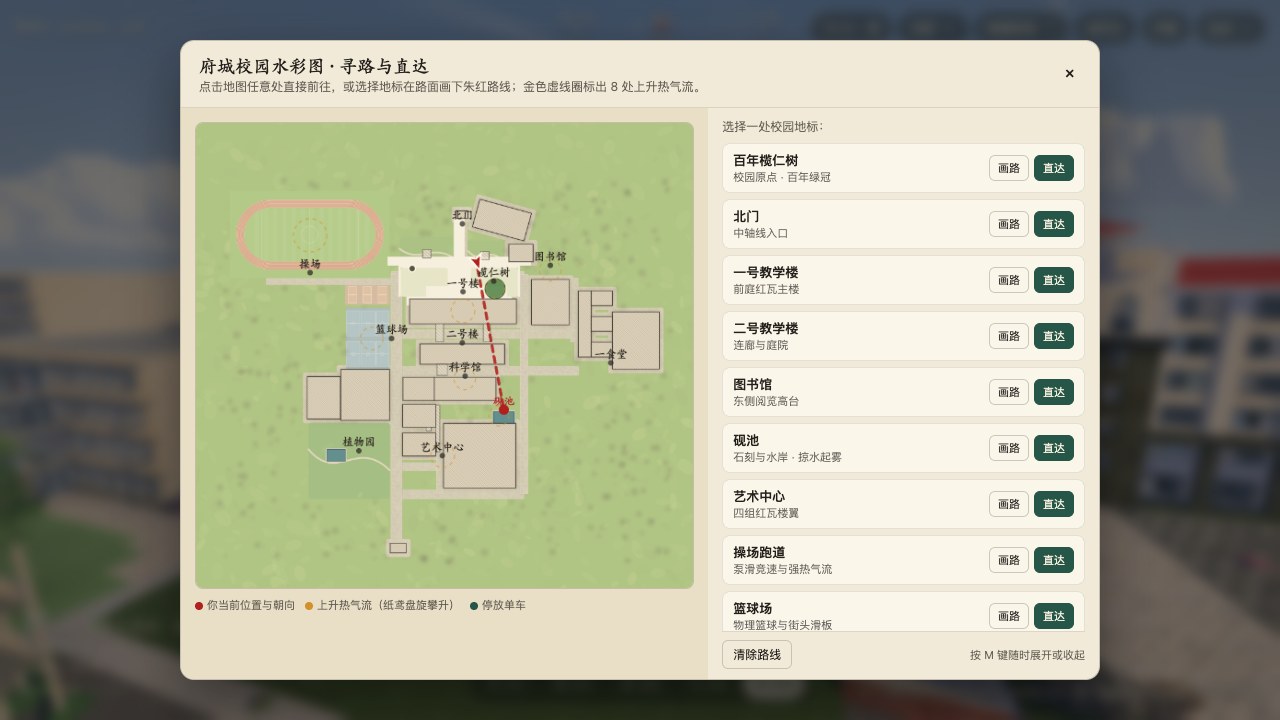 府城校园水彩图 · 寻路与直达
点击地图任意处直接前往，或选择地标在路面画下朱红路线；金色虚线圈标出 8 处上升热气流。
×
北门
图书馆
操场
榄仁树
一号楼
篮球场
二号楼
一食堂
科学馆
砚池
植物园
艺术中心
你当前位置与朝向
上升热气流（纸鸢盘旋攀升）
停放单车
选择一处校园地标：
百年榄仁树
校园原点 · 百年绿冠
画路
直达
北门
中轴线入口
画路
直达
一号教学楼
前庭红瓦主楼
画路
直达
二号教学楼
连廊与庭院
画路
直达
图书馆
东侧阅览高台
画路
直达
砚池
石刻与水岸 · 掠水起雾
画路
直达
艺术中心
四组红瓦楼翼
画路
直达
操场跑道
泵滑竞速与强热气流
画路
直达
篮球场
物理篮球与街头滑板
画路
直达
清除路线
按 M 键随时展开或收起